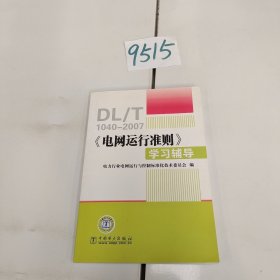 9515
DL/T
1040-2007
《电网运行准则》
学习辅导
电力行业电网运行与控制标准化技术委员会 编
中国电力出版社